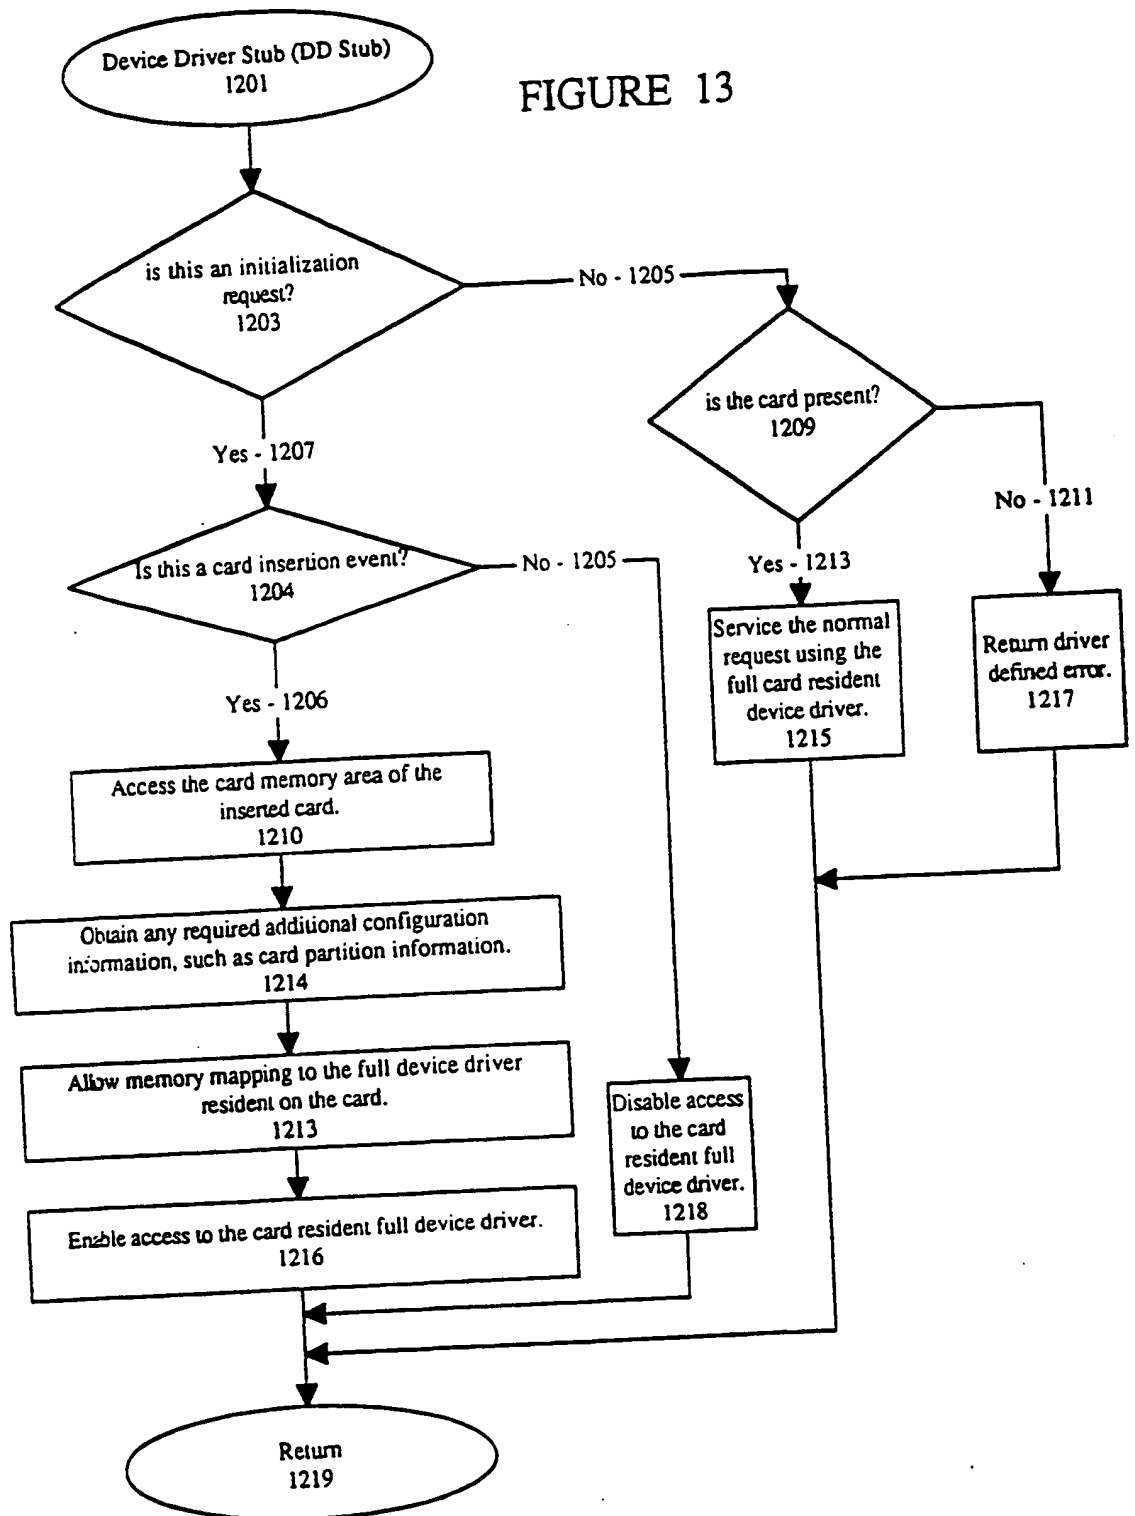 Device Driver Stub (DD Stub)
1201
FIGURE 13
is this an initialization
request?
1203
No - 1205
is the card present?
1209
Yes - 1207
No - 1211
Is this a card insertion event?
1204
No - 1205
Yes - 1213
Service the normal
request using the
full card resident
device driver.
1215
Return driver
defined error.
1217
Yes - 1206
Access the card memory area of the
inserted card.
1210
Obtain any required additional configuration
information, such as card partition information.
1214
Allow memory mapping to the full device driver
resident on the card.
1213
Disable access
to the card
resident full
device driver.
1218
Enable access to the card resident full device driver.
1216
Return
1219